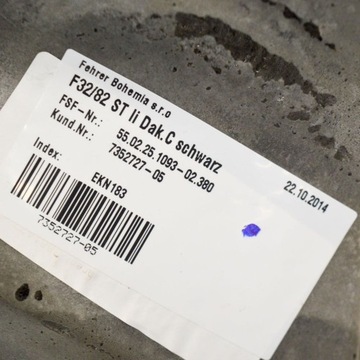 Fehrer Bohemia s.r.o
F32/82 ST li Dak.C schwarz
FSF-Nr.: 55.02.25.1093-02.380
Kund.Nr.: 7352727-05
22.10.2014
Index: EKN183
7352727-05